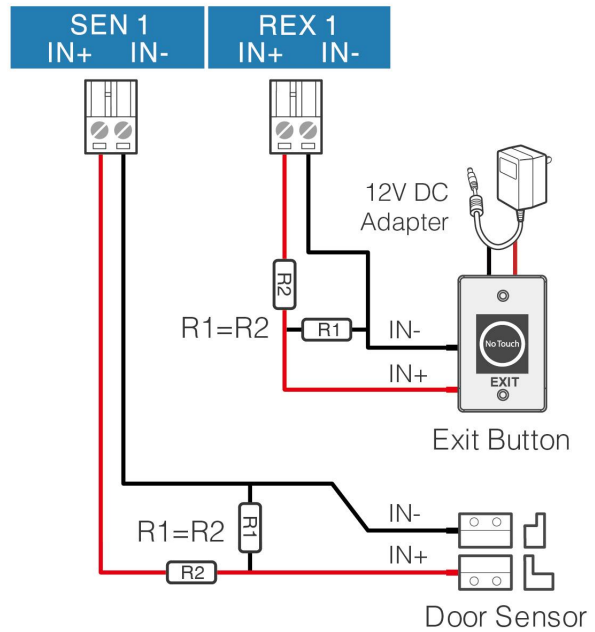 SEN 1
IN+ IN-
REX 1
IN+ IN-
12V DC
Adapter
R2
R1=R2
R1
IN-
IN+
No Touch
EXIT
Exit Button
R1=R2
R1
R2
IN-
IN+
Door Sensor